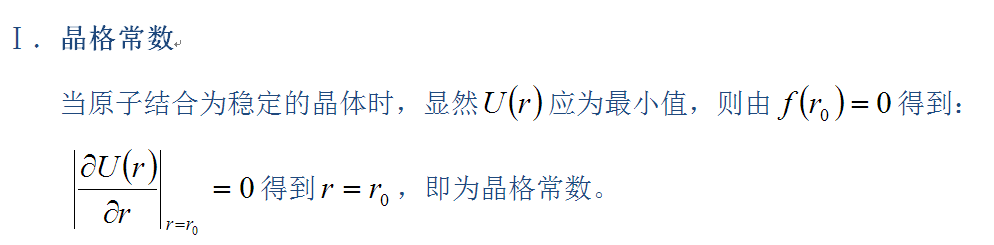 Ⅰ．晶格常数
当原子结合为稳定的晶体时，显然U(r)应为最小值，则由 f(r₀)=0 得到：
|∂U(r)/∂r|r=r₀ =0得到r=r₀，即为晶格常数。